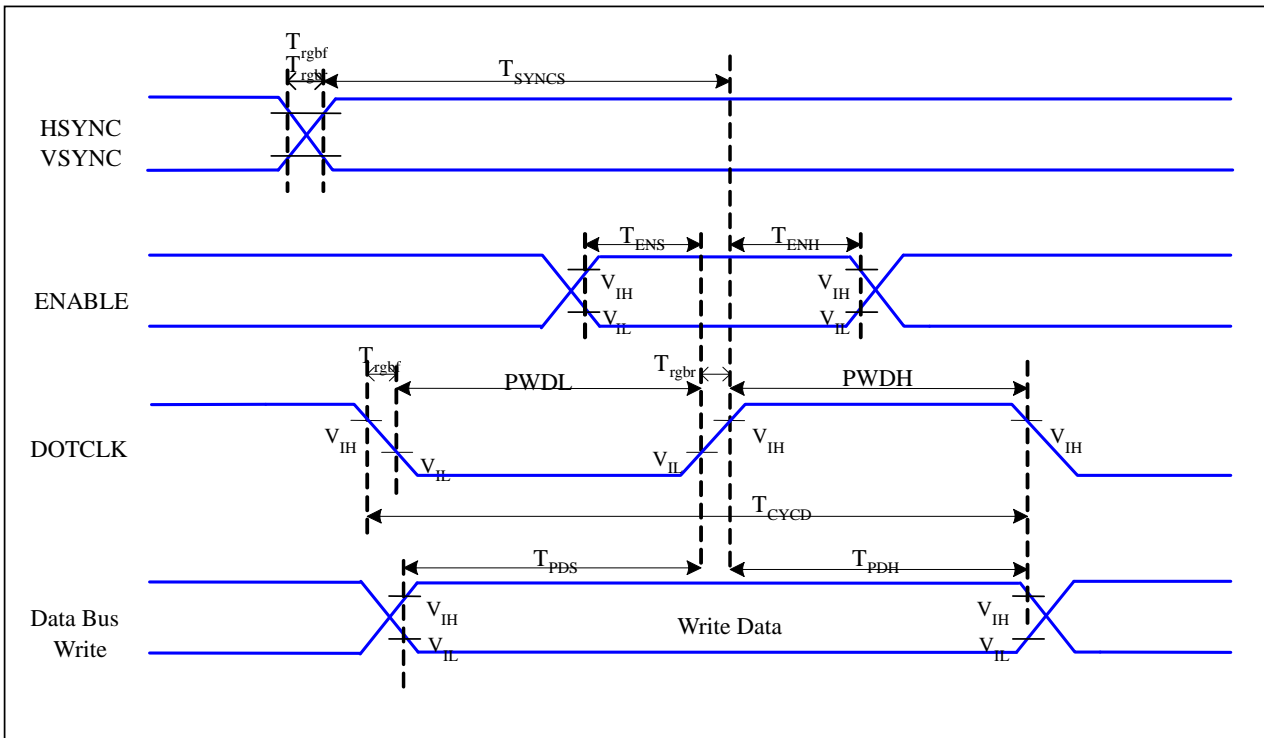 Trgbf
Trgbr
TSYNCS
HSYNC
VSYNC
TENS
TENH
ENABLE
VIH
VIH
VIL
VIL
Trgbf
Trgbr
PWDL
PWDH
DOTCLK
VIH
VIL
VIL
VIH
VIH
TCYCD
TPDS
TPDH
Data Bus
Write
VIH
VIH
Write Data
VIL
VIL